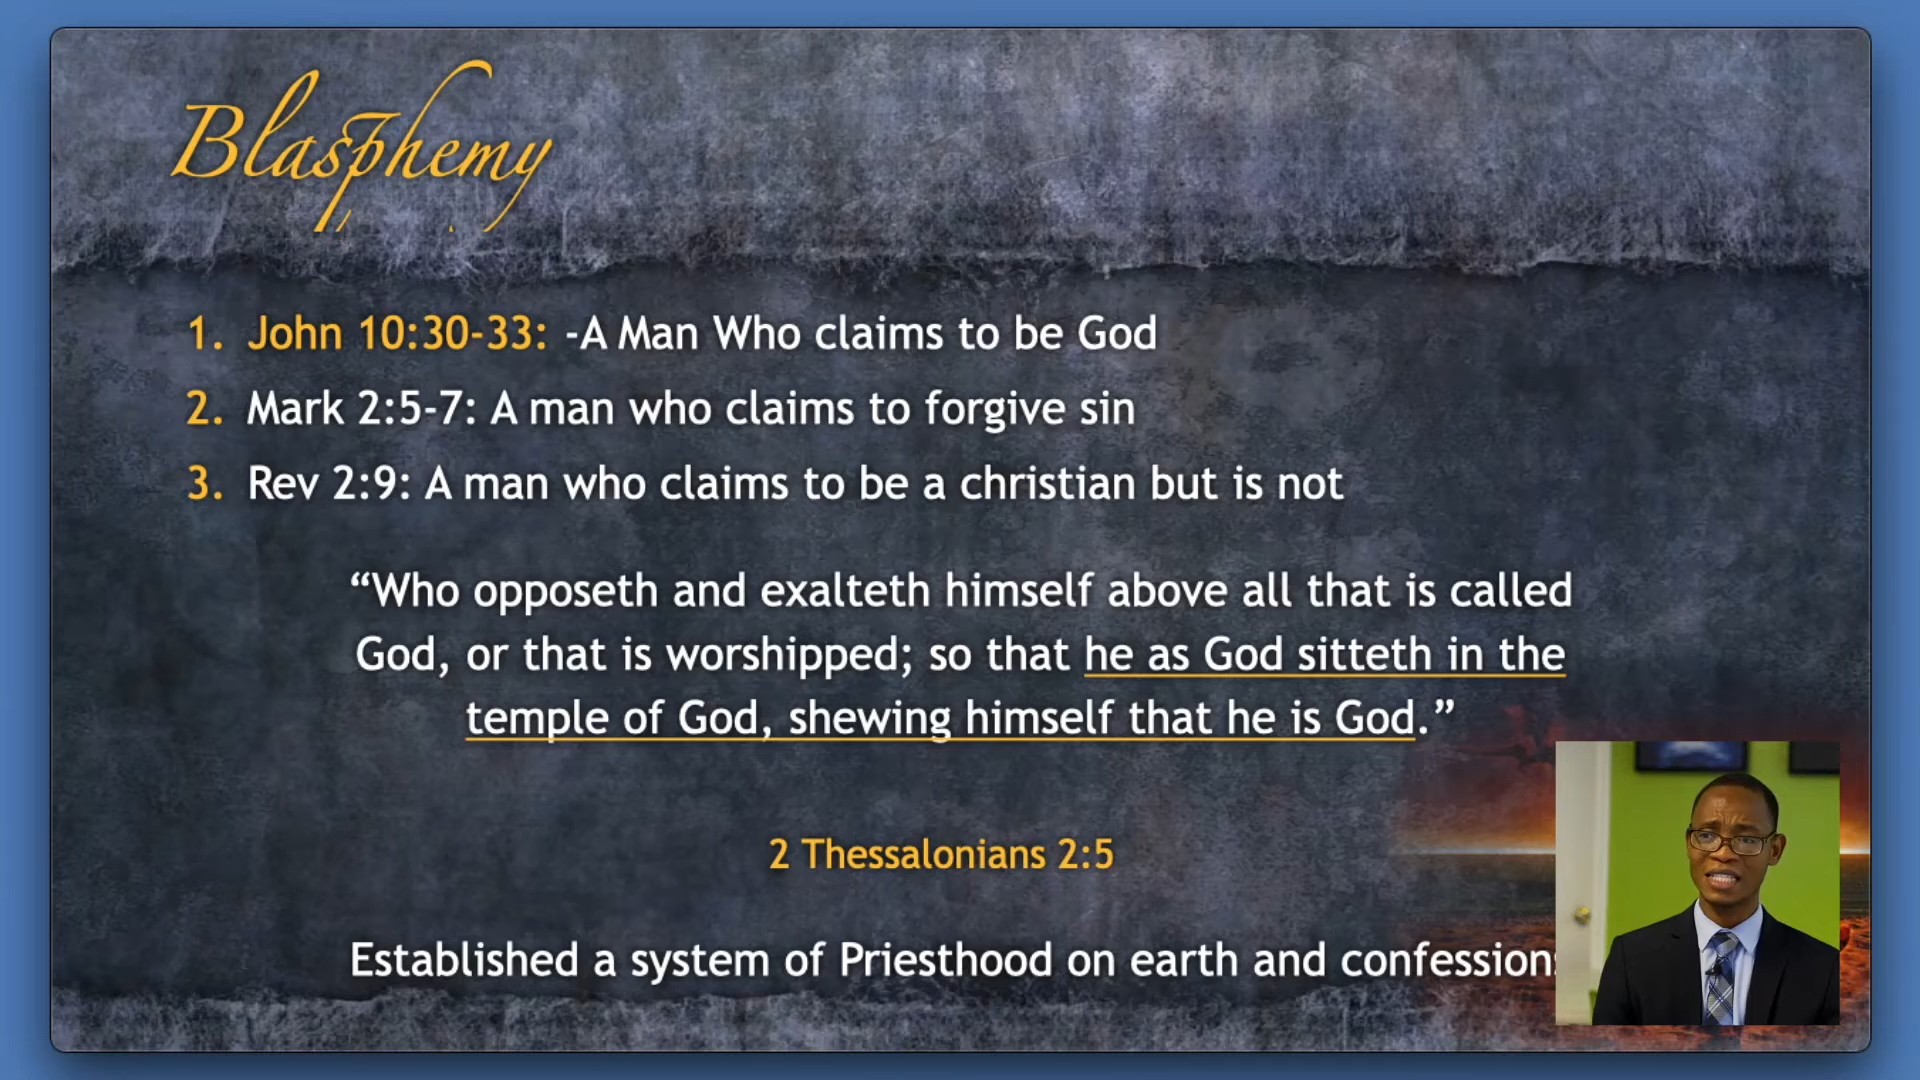 Blasphemy
1. John 10:30-33: -A Man Who claims to be God
2. Mark 2:5-7: A man who claims to forgive sin
3. Rev 2:9: A man who claims to be a christian but is not
“Who opposeth and exalteth himself above all that is called
God, or that is worshipped; so that he as God sitteth in the
temple of God, shewing himself that he is God.”
2 Thessalonians 2:5
Established a system of Priesthood on earth and confessions